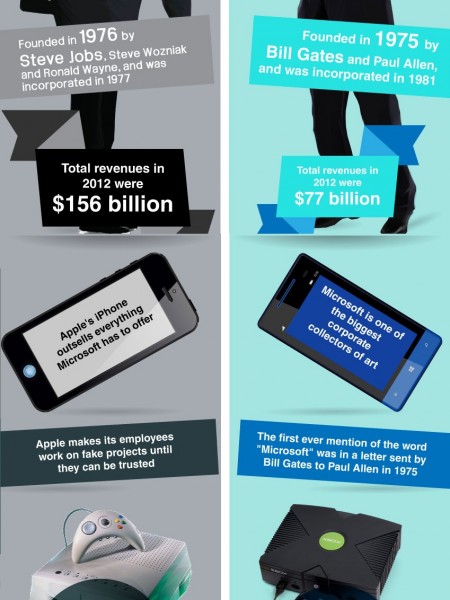 Founded in 1976 by
Steve Jobs, Steve Wozniak
and Ronald Wayne, and was
incorporated in 1977
Total revenues in
2012 were
$156 billion
Apple's iPhone
outsells everything
Microsoft has to offer
Apple makes its employees
work on fake projects until
they can be trusted
Founded in 1975 by
Bill Gates and Paul Allen,
and was incorporated in 1981
Total revenues in
2012 were
$77 billion
Microsoft is one of
the biggest
corporate
collectors of art
The first ever mention of the word
"Microsoft" was in a letter sent by
Bill Gates to Paul Allen in 1975